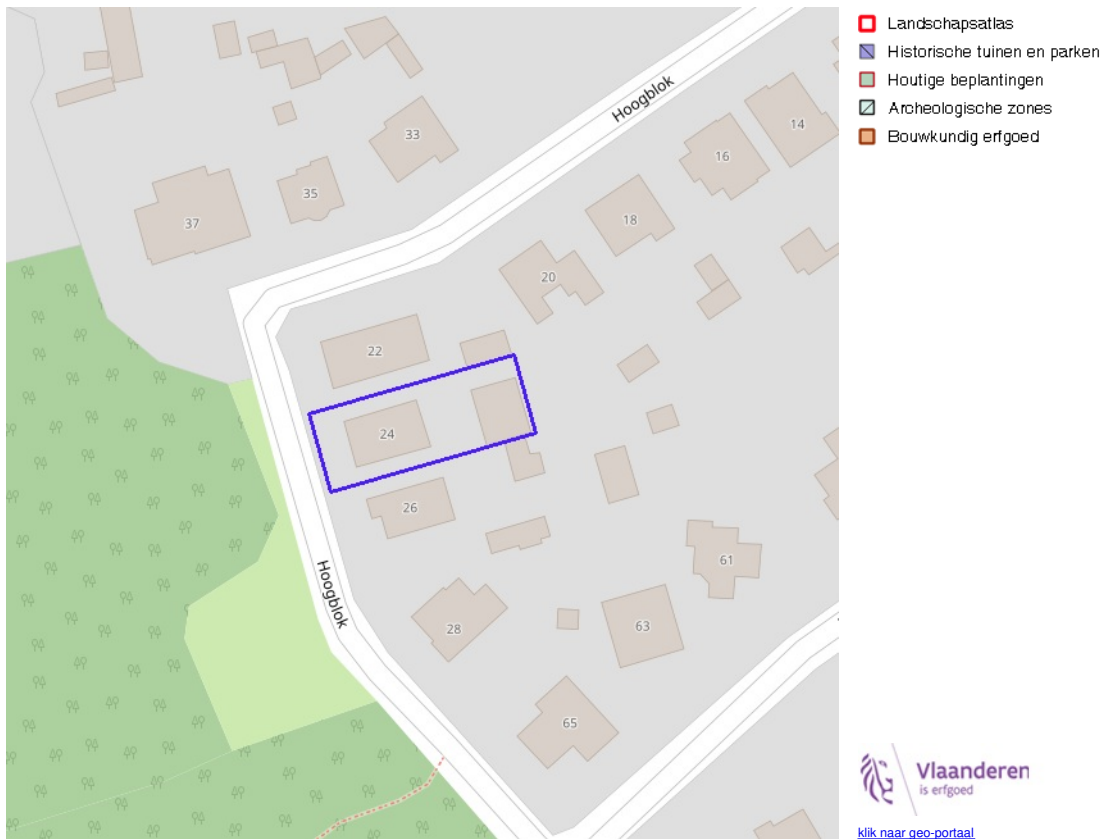 Landschapsatlas
Historische tuinen en parken
Houtige beplantingen
Archeologische zones
Bouwkundig erfgoed
Hoogblok
14
33
16
35
37
18
20
22
24
26
Hoogblok
61
28
63
65
Vlaanderen
is erfgoed
klik naar geo-portaal